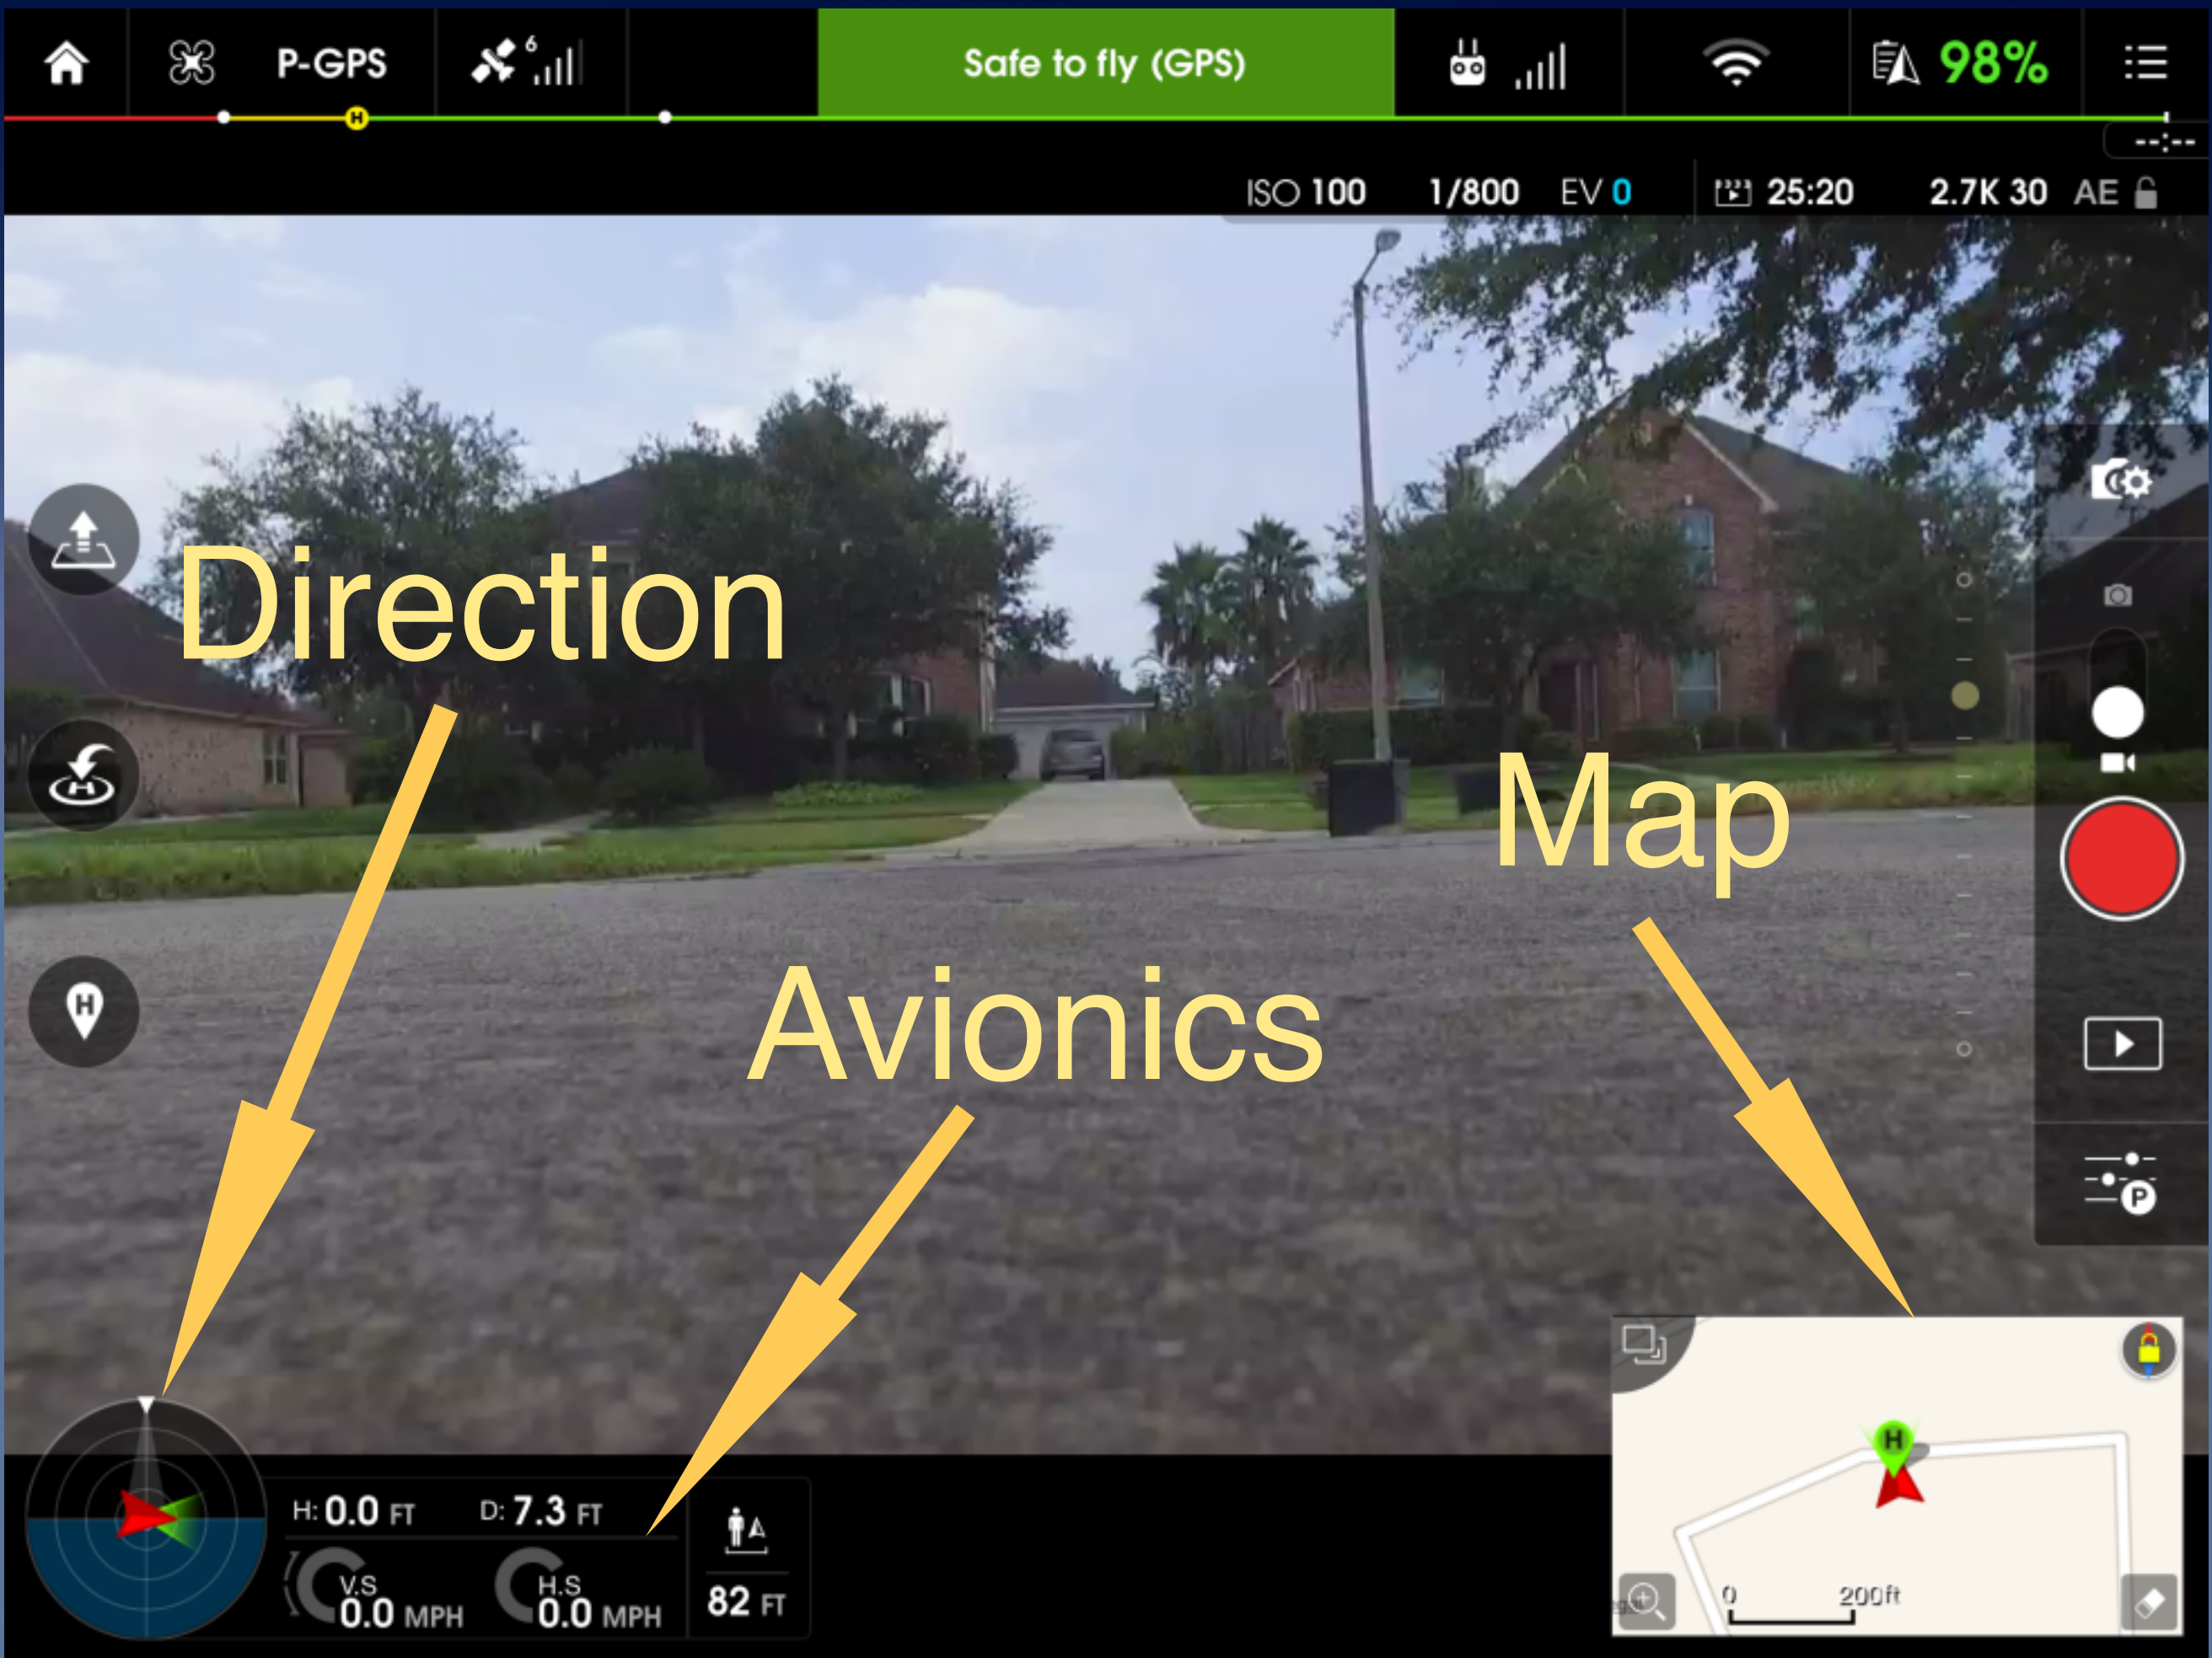 P-GPS
6
Safe to fly (GPS)
98%
H
--:--
ISO 100 1/800 EV 0 25:20 2.7K 30 AE
Direction
H
Map
H
Avionics
P
H
H: 0.0 FT D: 7.3 FT
V.S
0.0 MPH
H.S
0.0 MPH
82 FT
0 200ft